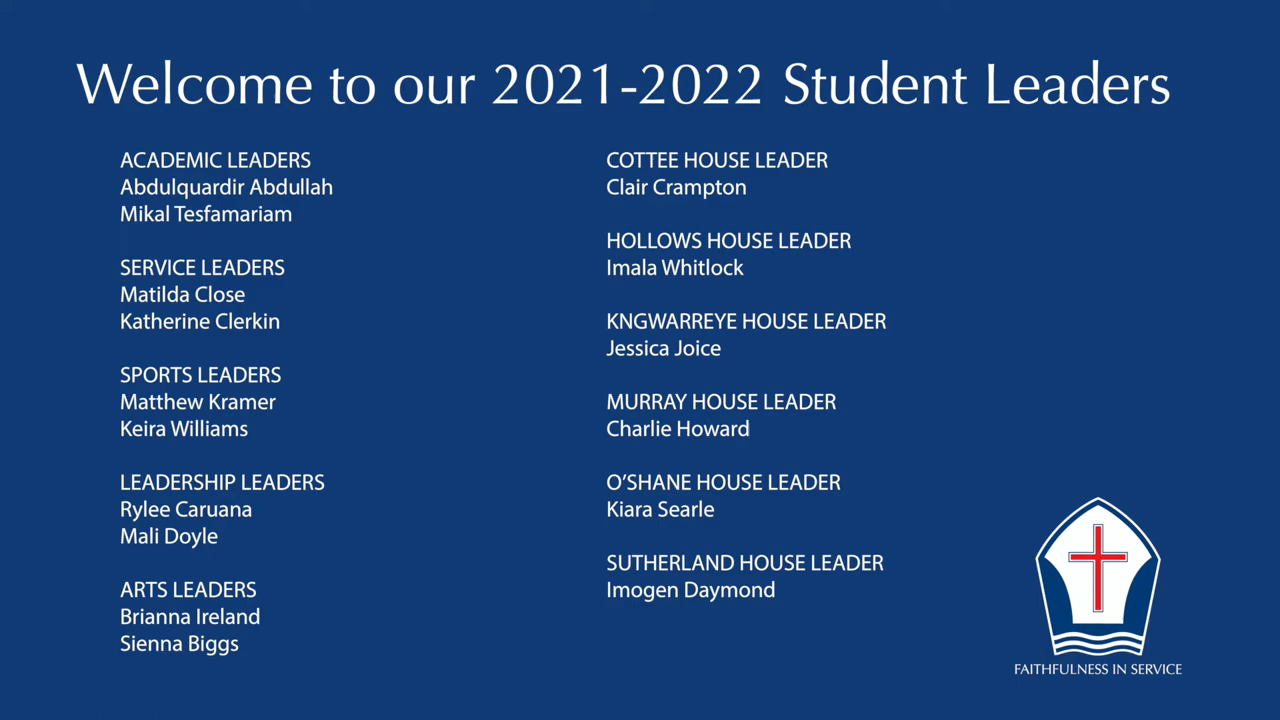 Welcome to our 2021-2022 Student Leaders
ACADEMIC LEADERS
Abdulquardir Abdullah
Mikal Tesfamariam
SERVICE LEADERS
Matilda Close
Katherine Clerkin
SPORTS LEADERS
Matthew Kramer
Keira Williams
LEADERSHIP LEADERS
Rylee Caruana
Mali Doyle
ARTS LEADERS
Brianna Ireland
Sienna Biggs
COTTEE HOUSE LEADER
Clair Crampton
HOLLOWS HOUSE LEADER
Imala Whitlock
KNGWARREYE HOUSE LEADER
Jessica Joice
MURRAY HOUSE LEADER
Charlie Howard
O’SHANE HOUSE LEADER
Kiara Searle
SUTHERLAND HOUSE LEADER
Imogen Daymond
FAITHFULNESS IN SERVICE